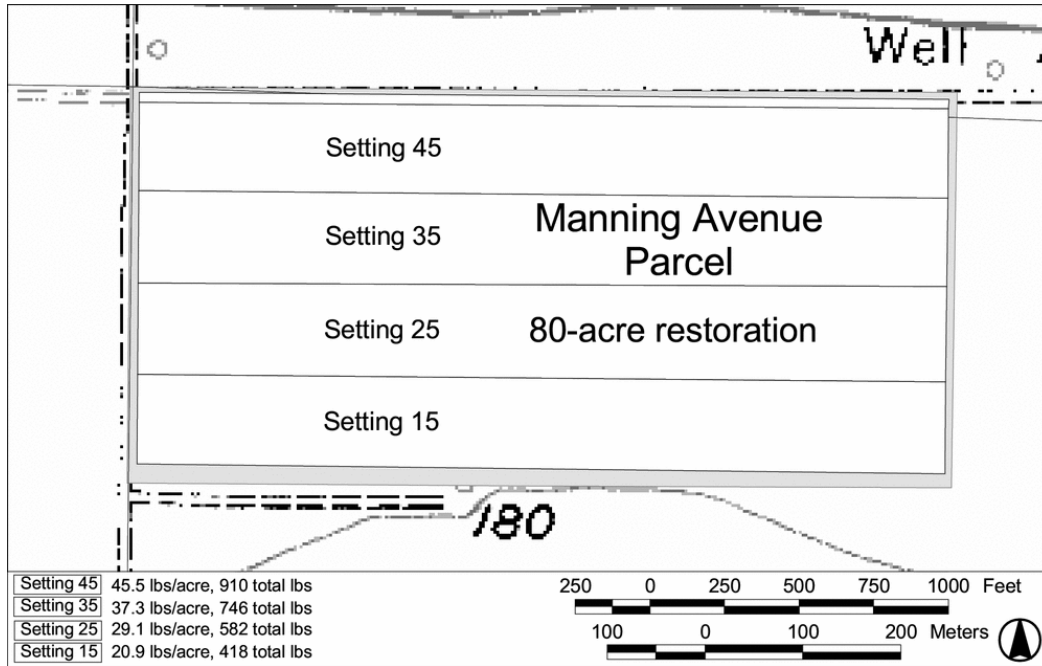 Well
Setting 45
Setting 35
Manning Avenue
Parcel
Setting 25
80-acre restoration
Setting 15
180
Setting 45 45.5 lbs/acre, 910 total lbs
Setting 35 37.3 lbs/acre, 746 total lbs
Setting 25 29.1 lbs/acre, 582 total lbs
Setting 15 20.9 lbs/acre, 418 total lbs
250 0 250 500 750 1000 Feet
100 0 100 200 Meters